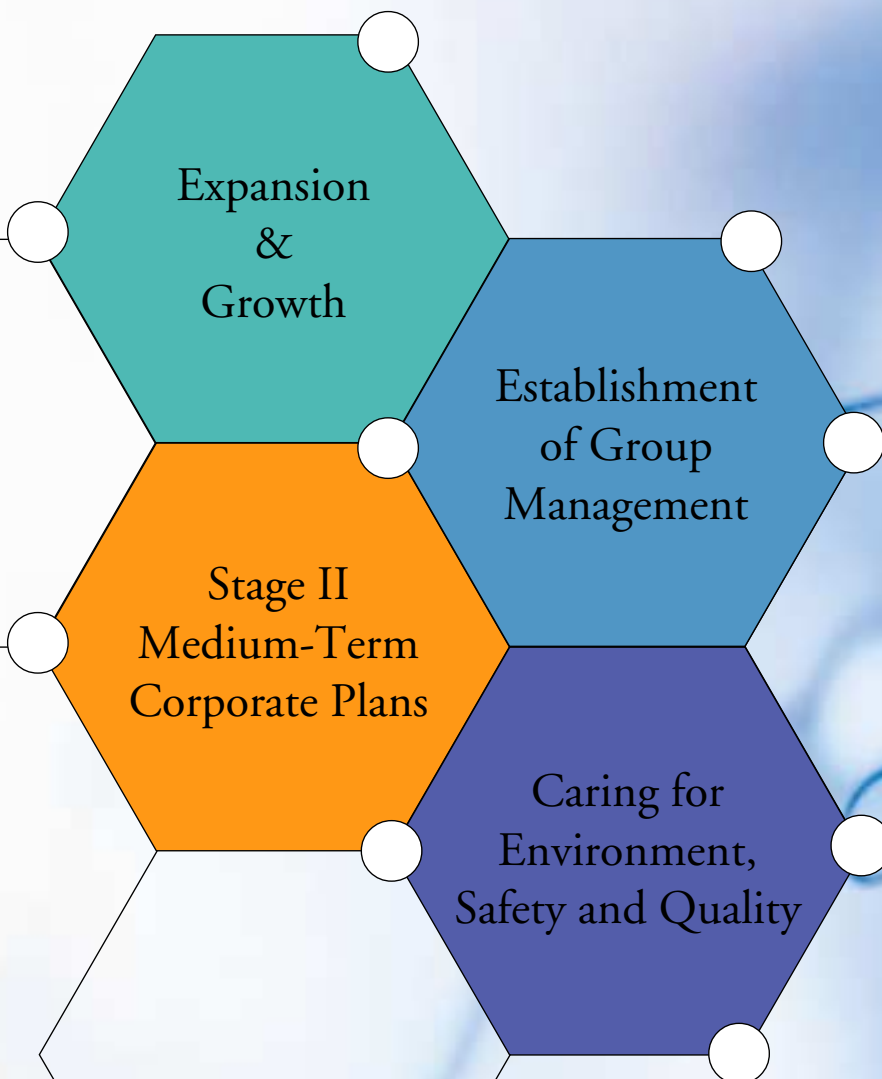 Expansion
&
Growth
Establishment
of Group
Management
Stage II
Medium-Term
Corporate Plans
Caring for
Environment,
Safety and Quality